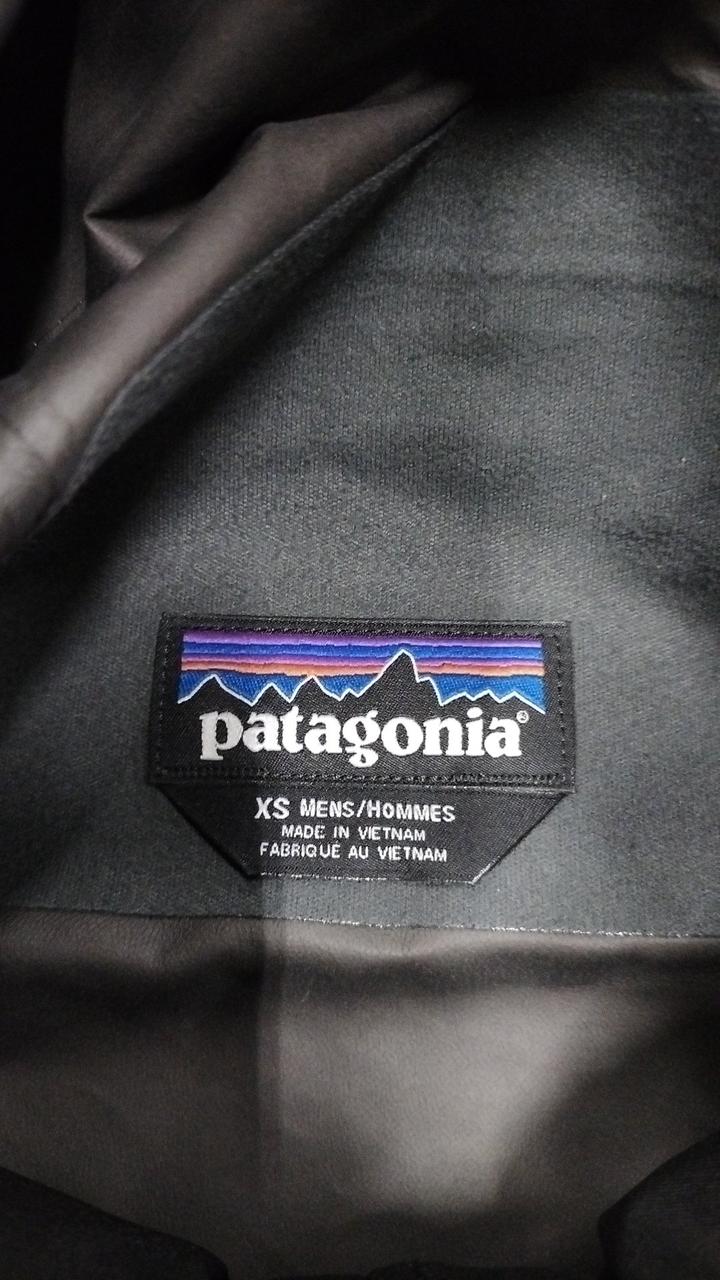 patagonia®
XS MENS/HOMMES
MADE IN VIETNAM
FABRIQUÉ AU VIETNAM